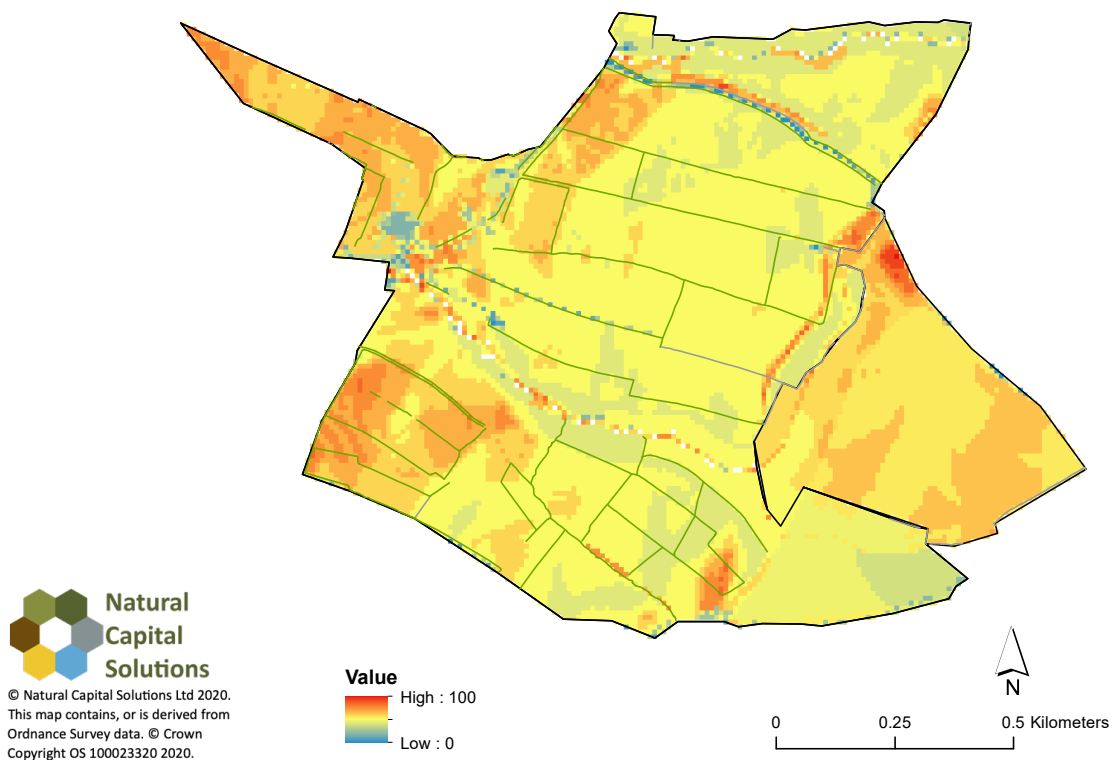 Natural
Capital
Solutions
© Natural Capital Solutions Ltd 2020.
This map contains, or is derived from
Ordnance Survey data. © Crown
Copyright OS 100023320 2020.
Value
High : 100
Low : 0
N
0 0.25 0.5 Kilometers